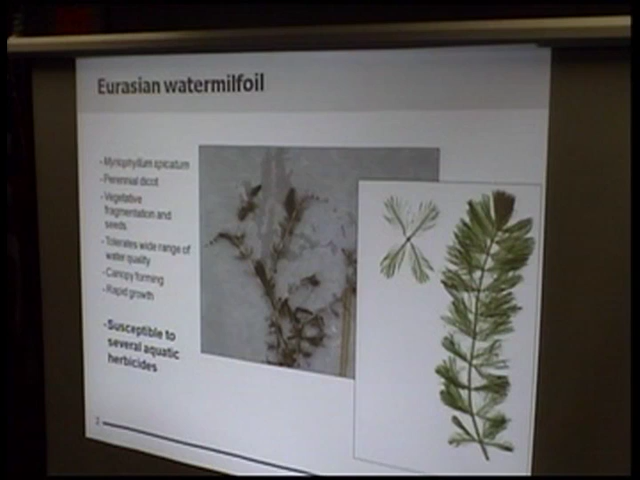 Eurasian watermilfoil
- Myriophyllum spicatum
- Perennial dicot
- Vegetative
fragmentation and
seeds
- Tolerates wide range of
water quality
- Canopy forming
- Rapid growth
- Susceptible to
several aquatic
herbicides
2